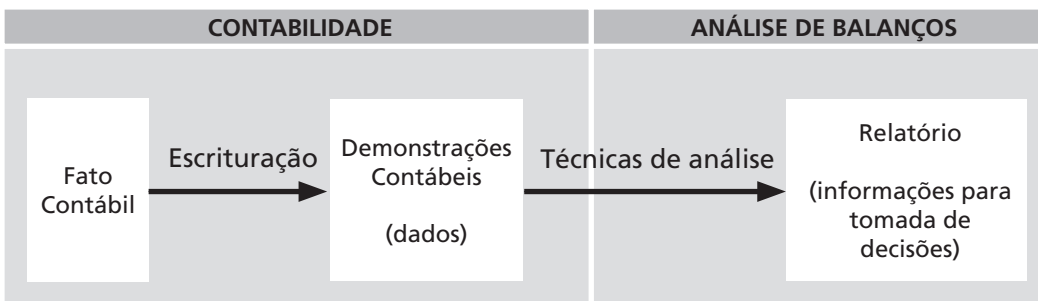 CONTABILIDADE
ANÁLISE DE BALANÇOS
Fato
Contábil
Escrituração
Demonstrações
Contábeis
(dados)
Técnicas de análise
Relatório
(informações para
tomada de
decisões)